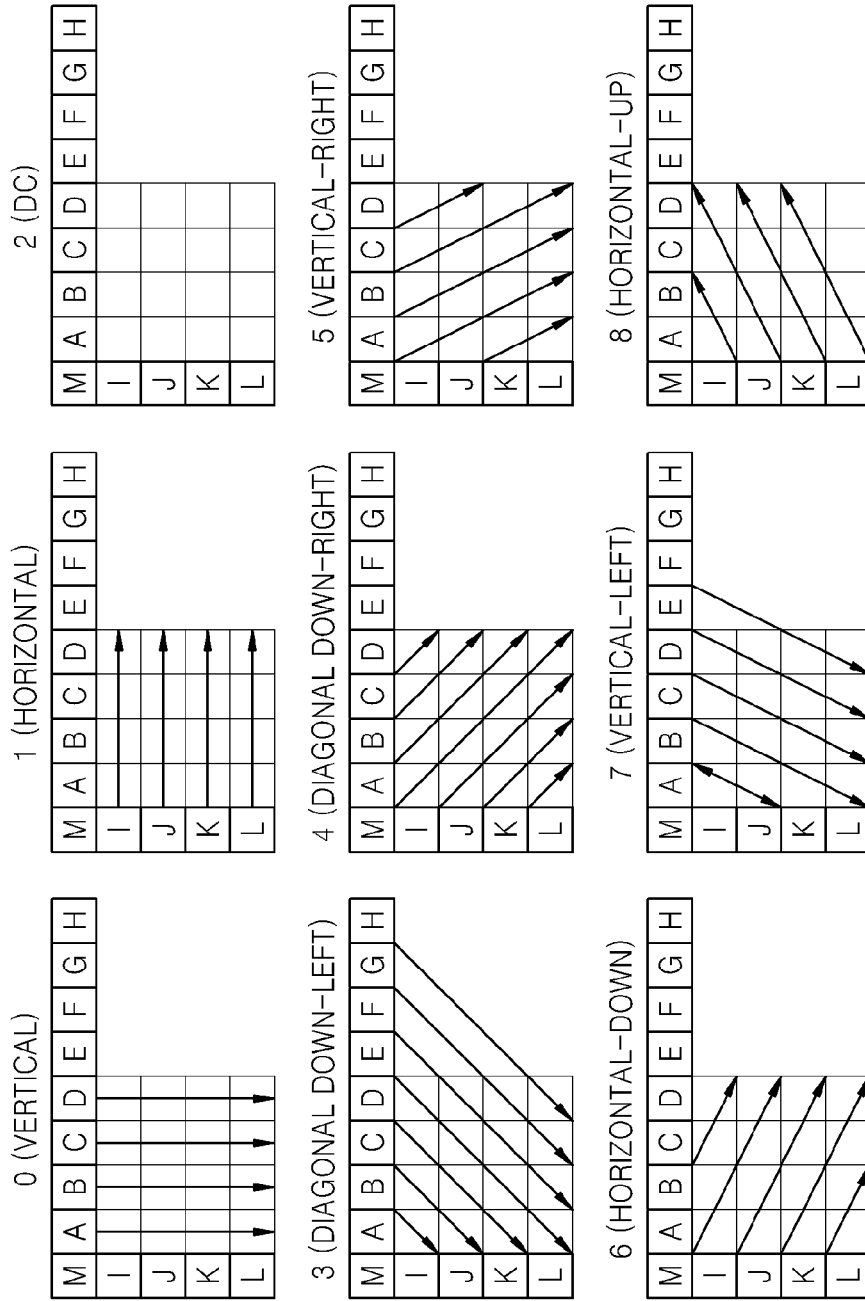 0 (VERTICAL)
M A B C D E F G H
I
J
K
L
1 (HORIZONTAL)
M A B C D E F G H
I
J
K
L
2 (DC)
M A B C D E F G H
I
J
K
L
3 (DIAGONAL DOWN-LEFT)
M A B C D E F G H
I
J
K
L
4 (DIAGONAL DOWN-RIGHT)
M A B C D E F G H
I
J
K
L
5 (VERTICAL-RIGHT)
M A B C D E F G H
I
J
K
L
6 (HORIZONTAL-DOWN)
M A B C D E F G H
I
J
K
L
7 (VERTICAL-LEFT)
M A B C D E F G H
I
J
K
L
8 (HORIZONTAL-UP)
M A B C D E F G H
I
J
K
L